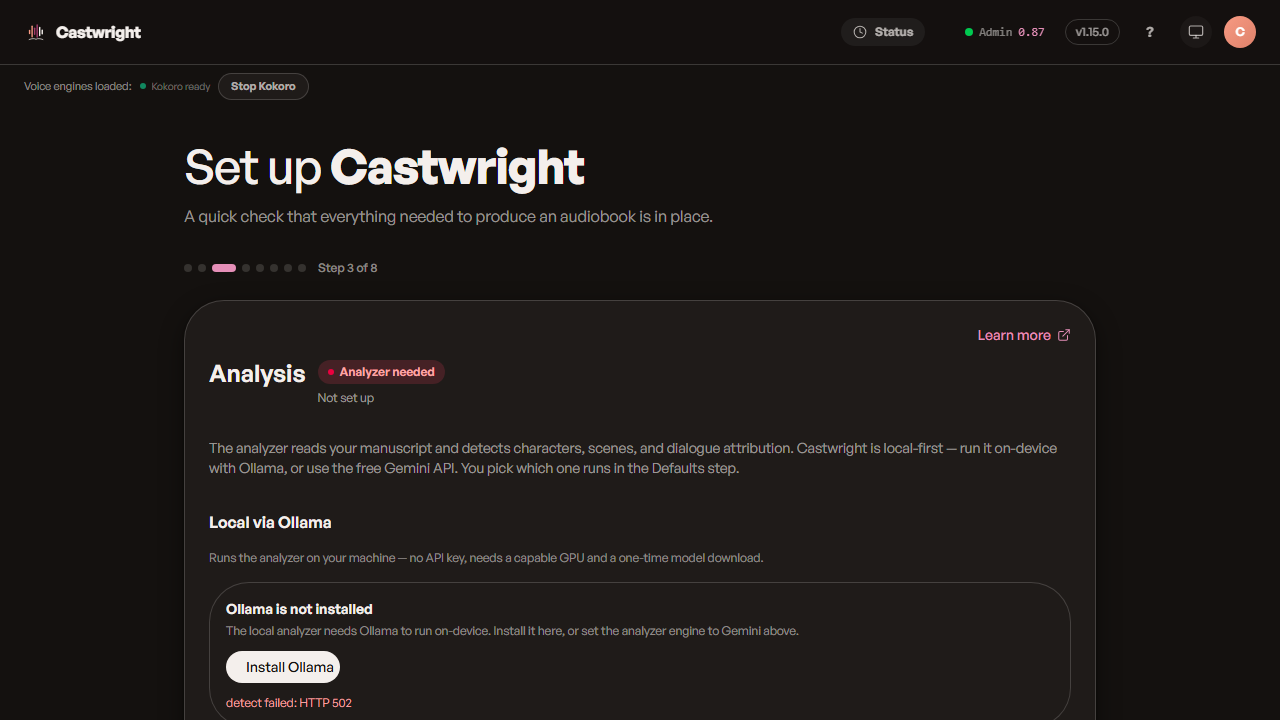 Castwright
Status
Admin 0.87
v1.15.0
?
C
Voice engines loaded:
Kokoro ready
Stop Kokoro
Set up Castwright
A quick check that everything needed to produce an audiobook is in place.
Step 3 of 8
Learn more
Analysis
Analyzer needed
Not set up
The analyzer reads your manuscript and detects characters, scenes, and dialogue attribution. Castwright is local-first — run it on-device
with Ollama, or use the free Gemini API. You pick which one runs in the Defaults step.
Local via Ollama
Runs the analyzer on your machine — no API key, needs a capable GPU and a one-time model download.
Ollama is not installed
The local analyzer needs Ollama to run on-device. Install it here, or set the analyzer engine to Gemini above.
Install Ollama
detect failed: HTTP 502